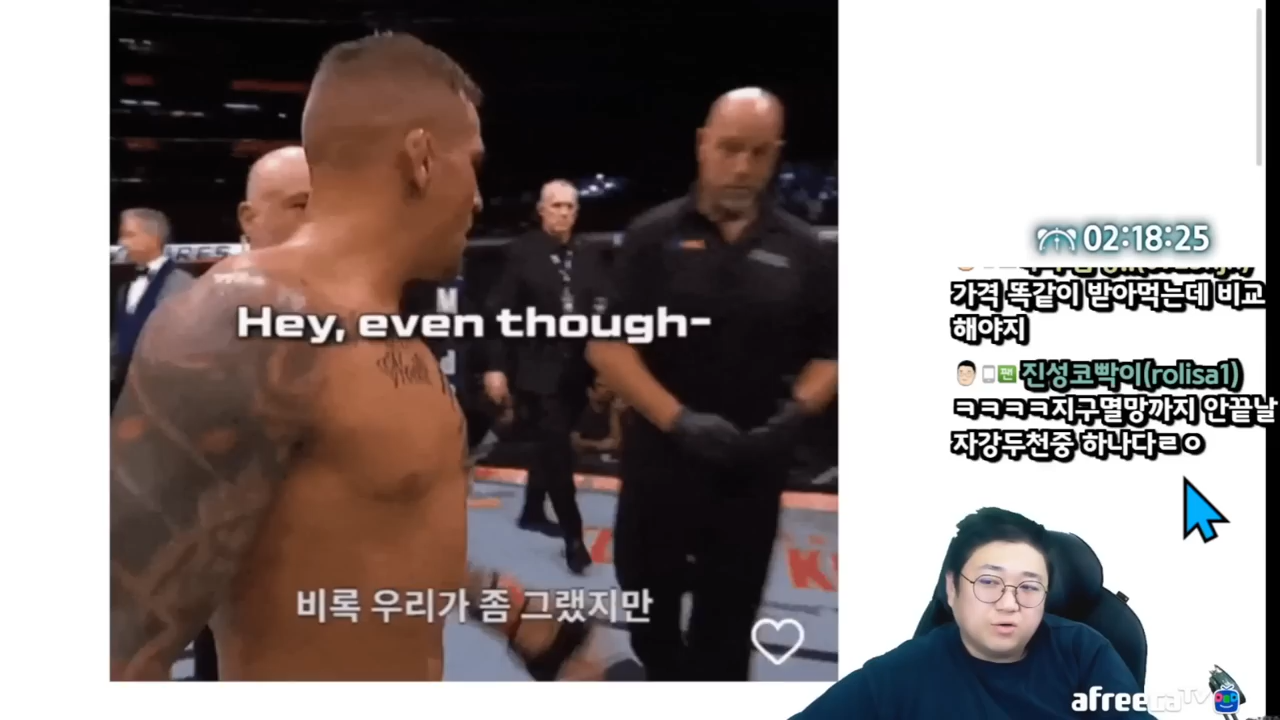 Hey, even though-
비록 우리가 좀 그랬지만
02:18:25
가격 똑같이 받아먹는데 비교
해야지
팬 진성코빡이(rolisa1)
ㅋㅋㅋㅋ지구멸망까지 안끝날
자강두천중 하나다ㄹㅇ
afreecaTV